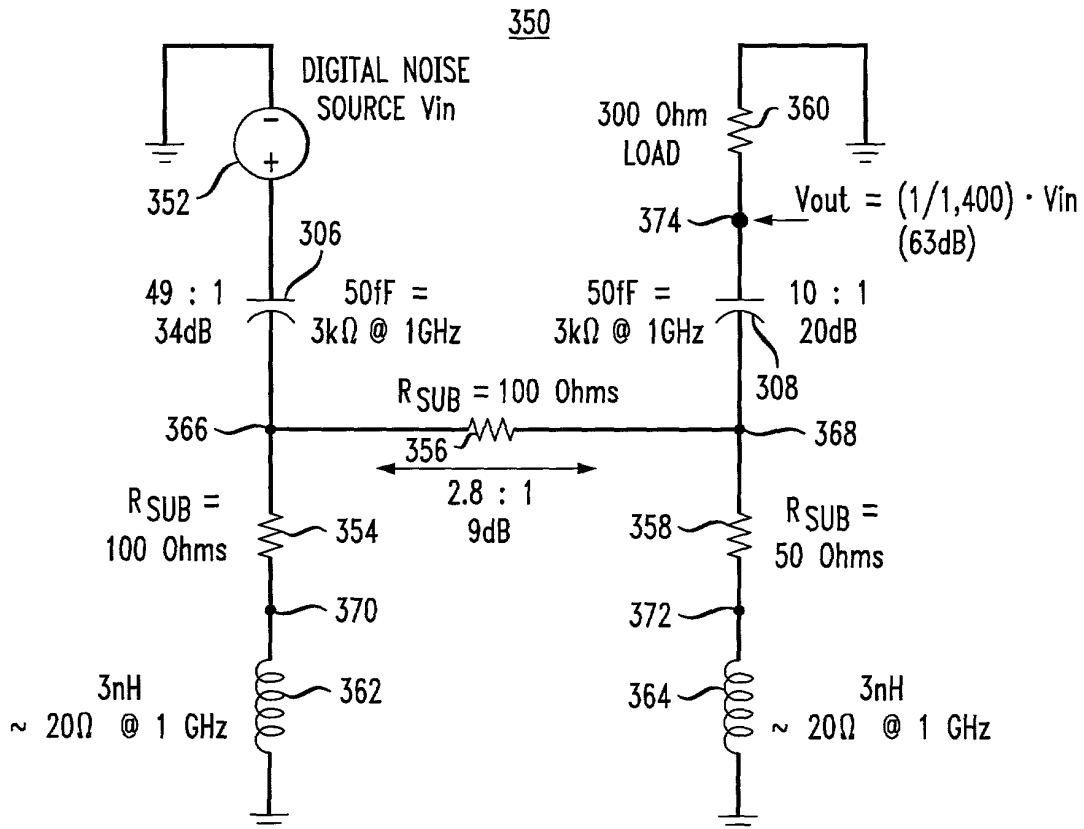 350
DIGITAL NOISE
SOURCE Vin
−
+
352
300 Ohm
LOAD
360
374
Vout = (1/1,400) · Vin
(63dB)
306
49 : 1
34dB
50fF =
3kΩ @ 1GHz
50fF =
3kΩ @ 1GHz
10 : 1
20dB
308
RSUB = 100 Ohms
366
356
368
2.8 : 1
9dB
RSUB =
100 Ohms
354
358
RSUB =
50 Ohms
370
372
3nH
~ 20Ω @ 1 GHz
362
364
3nH
~ 20Ω @ 1 GHz